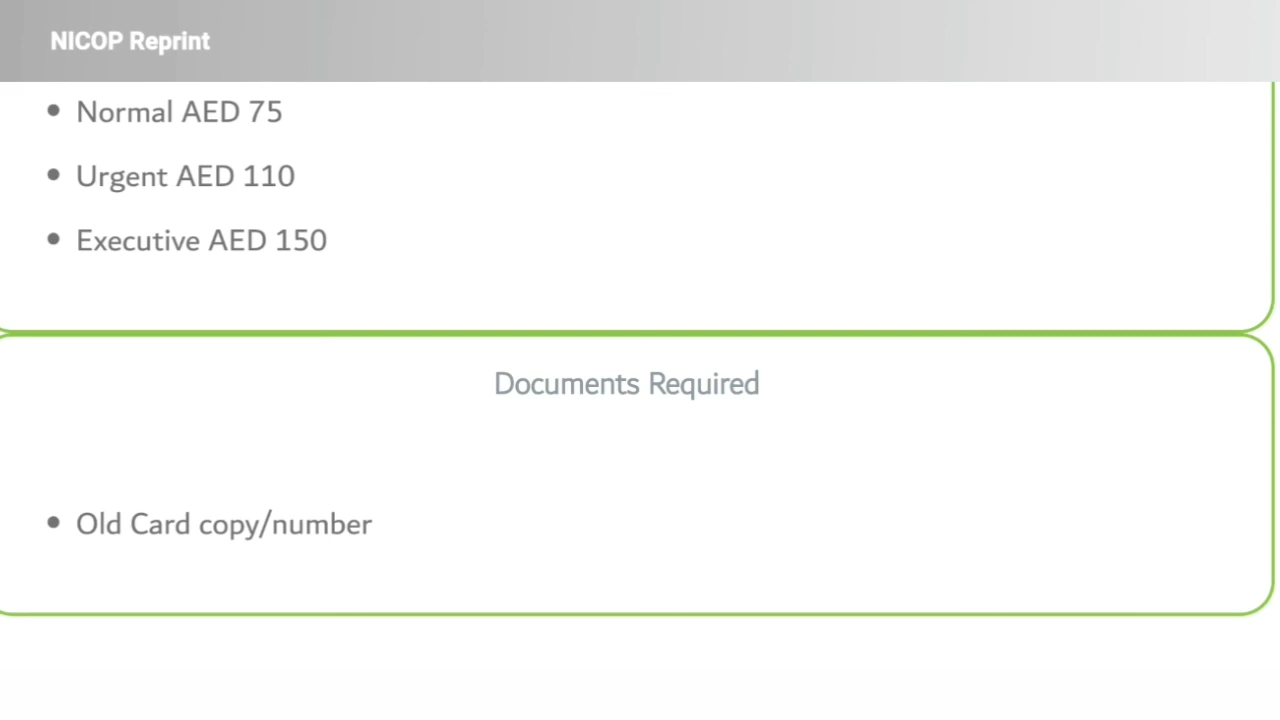 NICOP Reprint
Normal AED 75
Urgent AED 110
Executive AED 150
Documents Required
Old Card copy/number